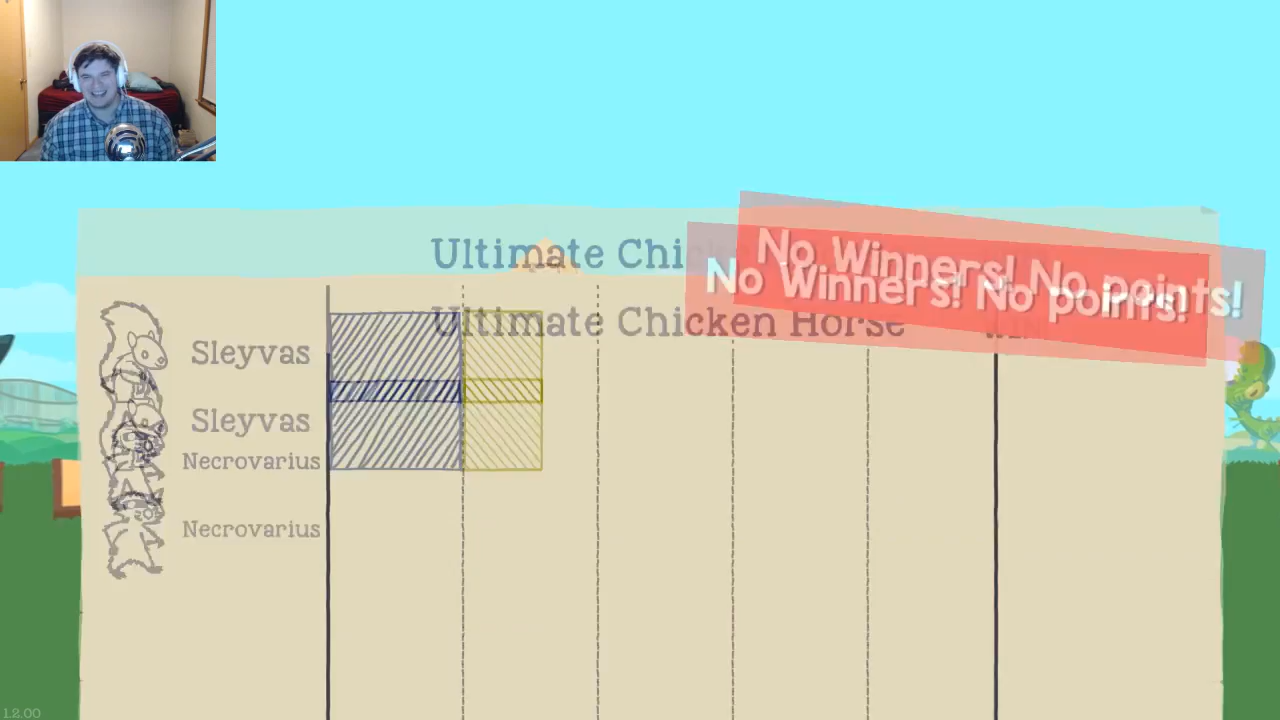 Ultimate Chic
No Winners! No points!
No Winners! No points!
Ultimate Chicken Horse
Sleyvas
Sleyvas
Necrovarius
Necrovarius
1.2.00